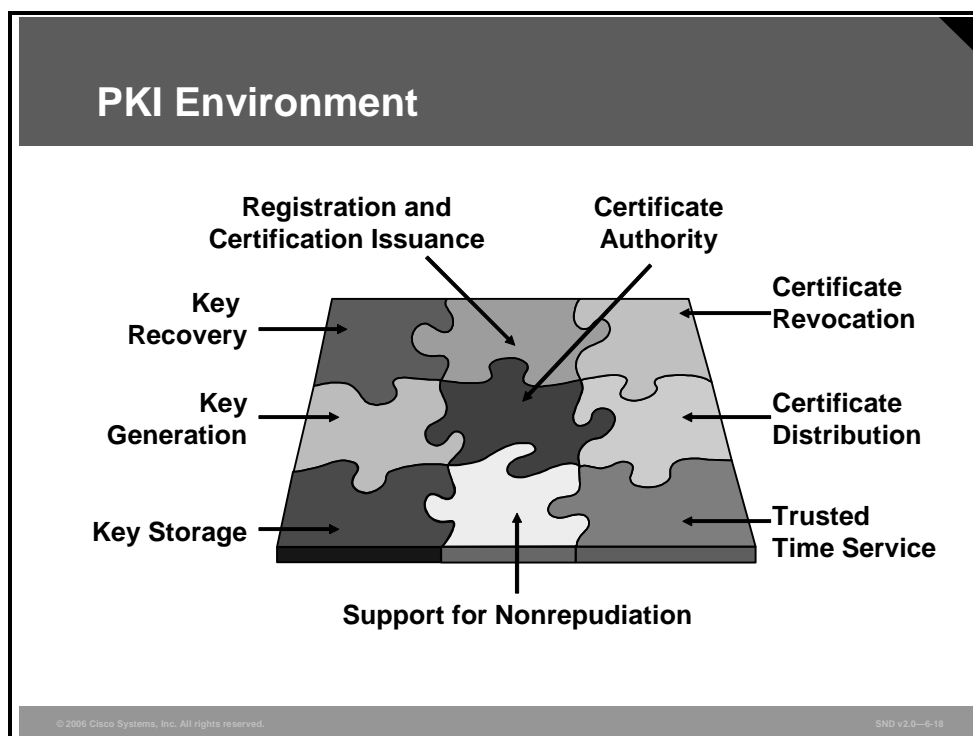 PKI Environment
Registration and
Certification Issuance
Certificate
Authority
Key
Recovery
Certificate
Revocation
Key
Generation
Certificate
Distribution
Key Storage
Trusted
Time Service
Support for Nonrepudiation
© 2006 Cisco Systems, Inc. All rights reserved.
SND v2.0—6-18